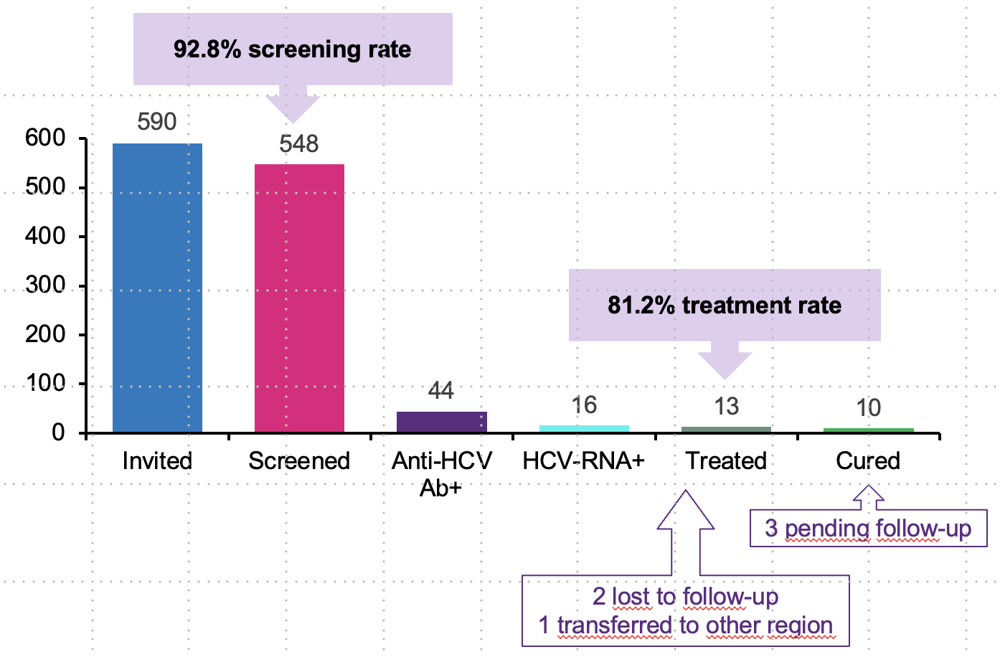 92.8% screening rate
590
548
600
500
400
300
200
100
0
81.2% treatment rate
44
16
13
10
Invited
Screened
Anti-HCV
Ab+
HCV-RNA+
Treated
Cured
3 pending follow-up
2 lost to follow-up
1 transferred to other region